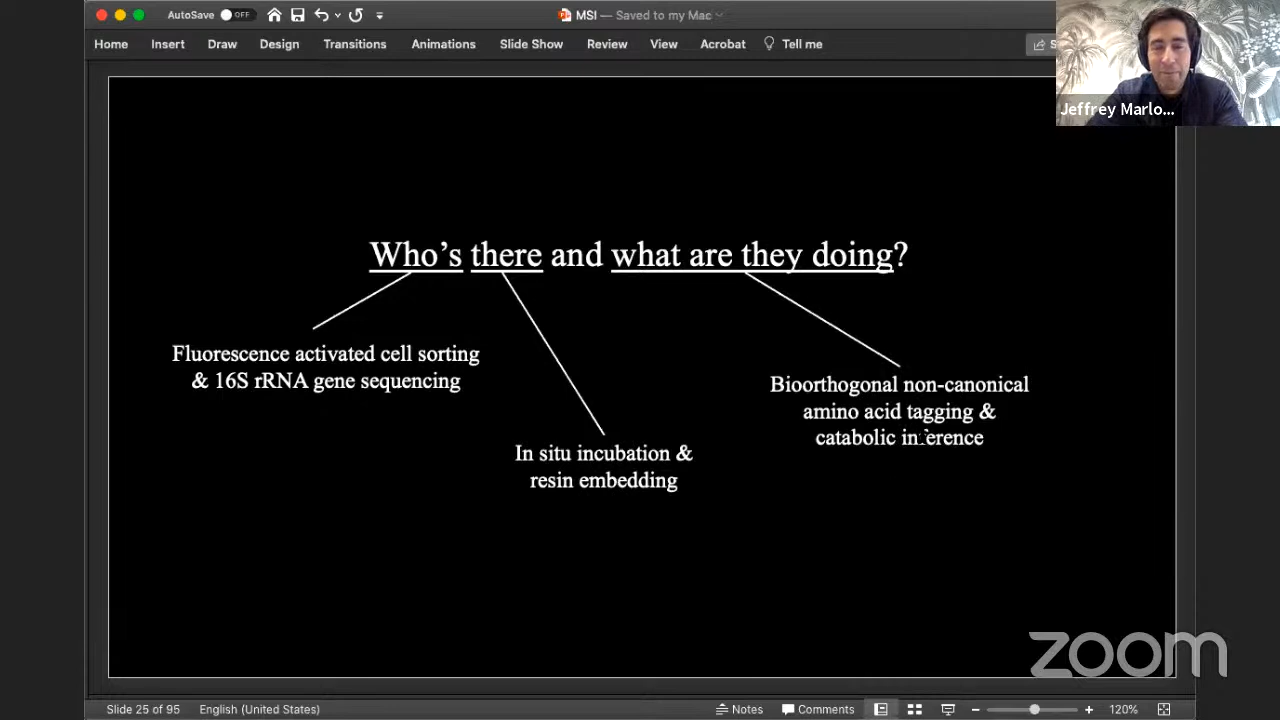 AutoSave OFF
MSI — Saved to my Mac
Home Insert Draw Design Transitions Animations Slide Show Review View Acrobat Tell me
Jeffrey Marlo...
Who's there and what are they doing?
Fluorescence activated cell sorting
& 16S rRNA gene sequencing
Bioorthogonal non-canonical
amino acid tagging &
catabolic inference
In situ incubation &
resin embedding
zoom
Slide 25 of 95 English (United States) Notes Comments 120%